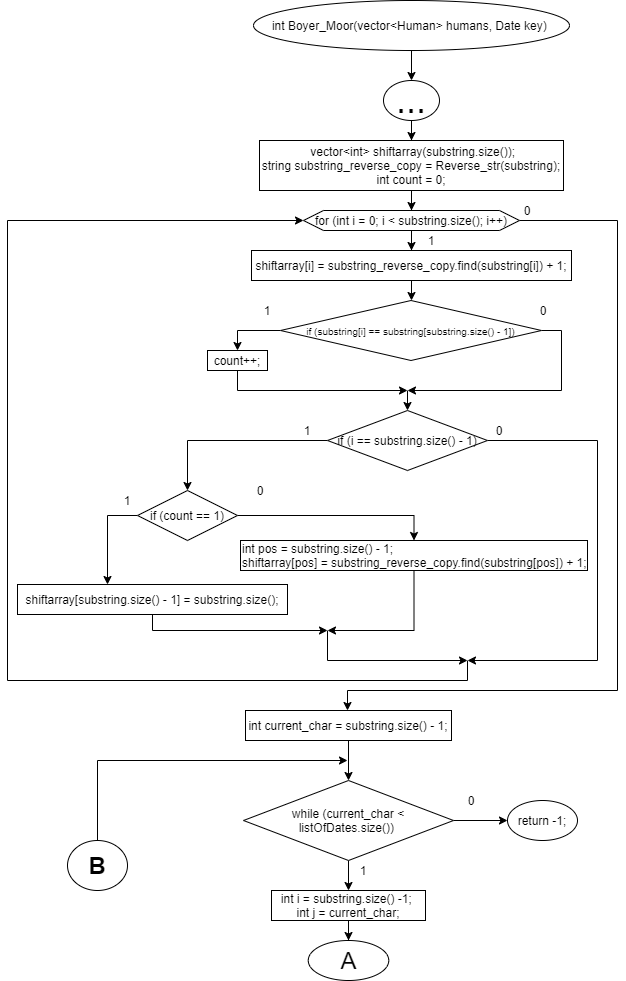 int Boyer_Moor(vector<Human> humans, Date key)
...
vector<int> shiftarray(substring.size());
string substring_reverse_copy = Reverse_str(substring);
int count = 0;
for (int i = 0; i < substring.size(); i++)
0
1
shiftarray[i] = substring_reverse_copy.find(substring[i]) + 1;
1
0
if (substring[i] == substring[substring.size() - 1])
count++;
1
0
if (i == substring.size() - 1)
1
0
if (count == 1)
int pos = substring.size() - 1;
shiftarray[pos] = substring_reverse_copy.find(substring[pos]) + 1;
shiftarray[substring.size() - 1] = substring.size();
int current_char = substring.size() - 1;
while (current_char <
listOfDates.size())
0
return -1;
B
1
int i = substring.size() -1;
int j = current_char;
A